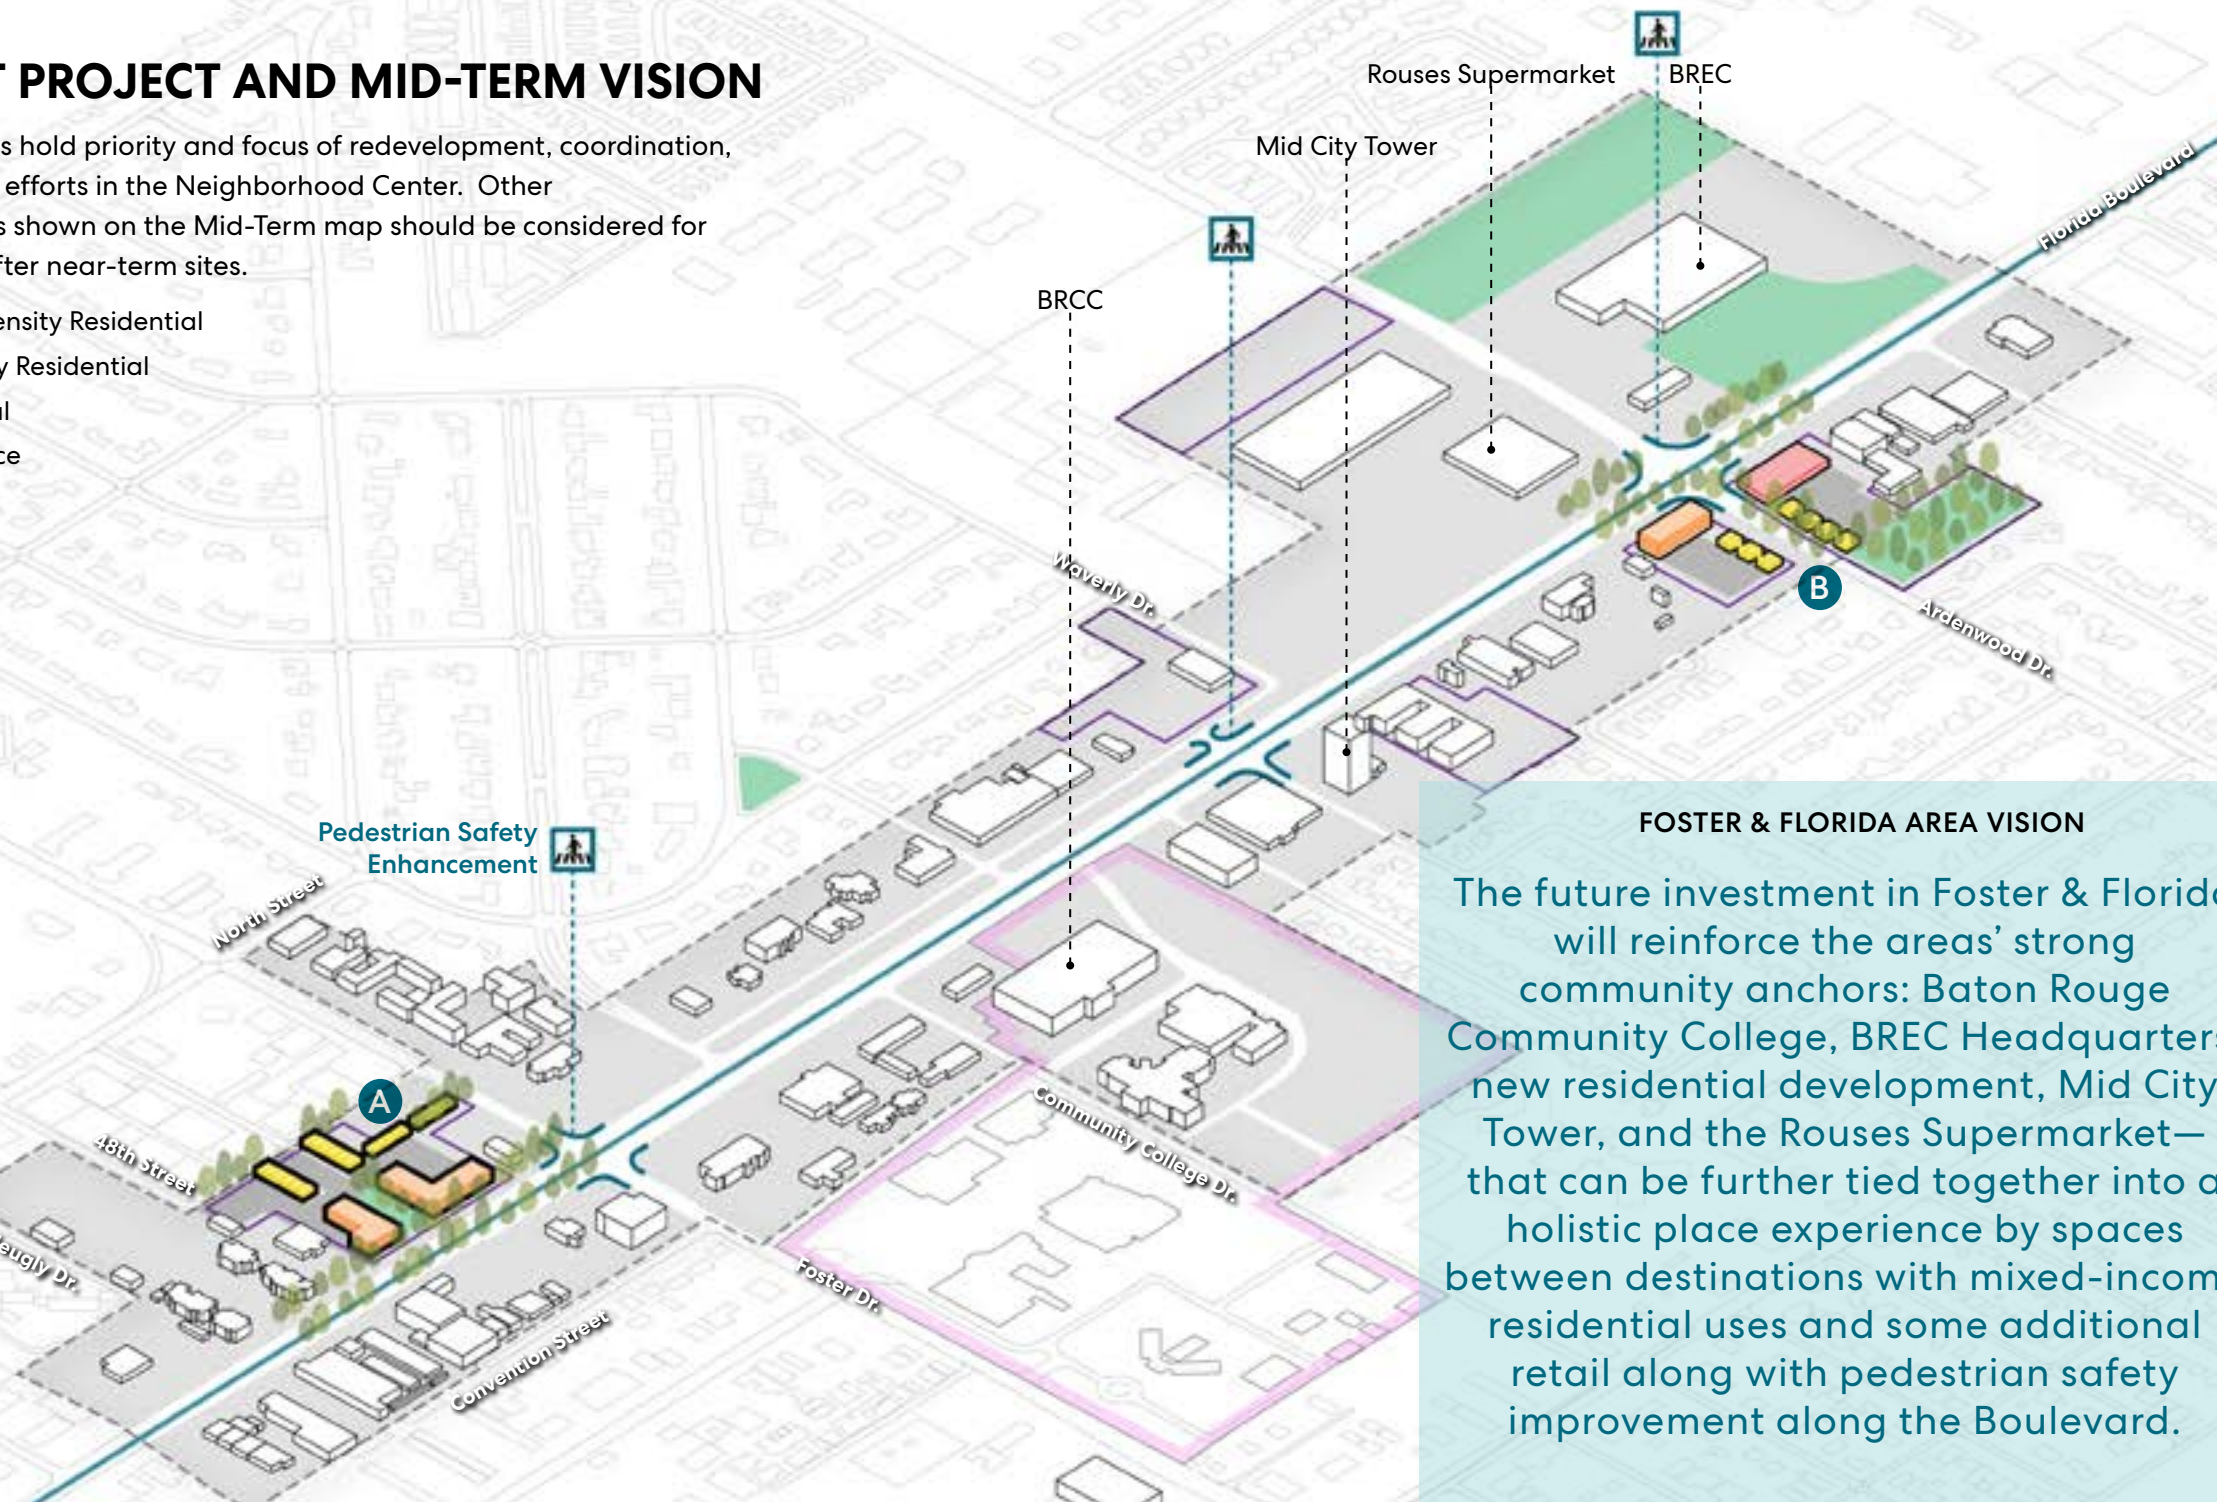 PROJECT AND MID-TERM VISION
s hold priority and focus of redevelopment, coordination,
efforts in the Neighborhood Center. Other
s shown on the Mid-Term map should be considered for
fter near-term sites.
ensity Residential
y Residential
al
ce
Rouses Supermarket
BREC
Mid City Tower
BRCC
Florida Boulevard
Waverly Dr.
B
Ardenwood Dr.
Pedestrian Safety
Enhancement
North Street
A
48th Street
eugly Dr.
Community College Dr.
Foster Dr.
Convention Street
FOSTER & FLORIDA AREA VISION
The future investment in Foster & Florida
will reinforce the areas’ strong
community anchors: Baton Rouge
Community College, BREC Headquarters
new residential development, Mid City
Tower, and the Rouses Supermarket—
that can be further tied together into a
holistic place experience by spaces
between destinations with mixed-incom
residential uses and some additional
retail along with pedestrian safety
improvement along the Boulevard.